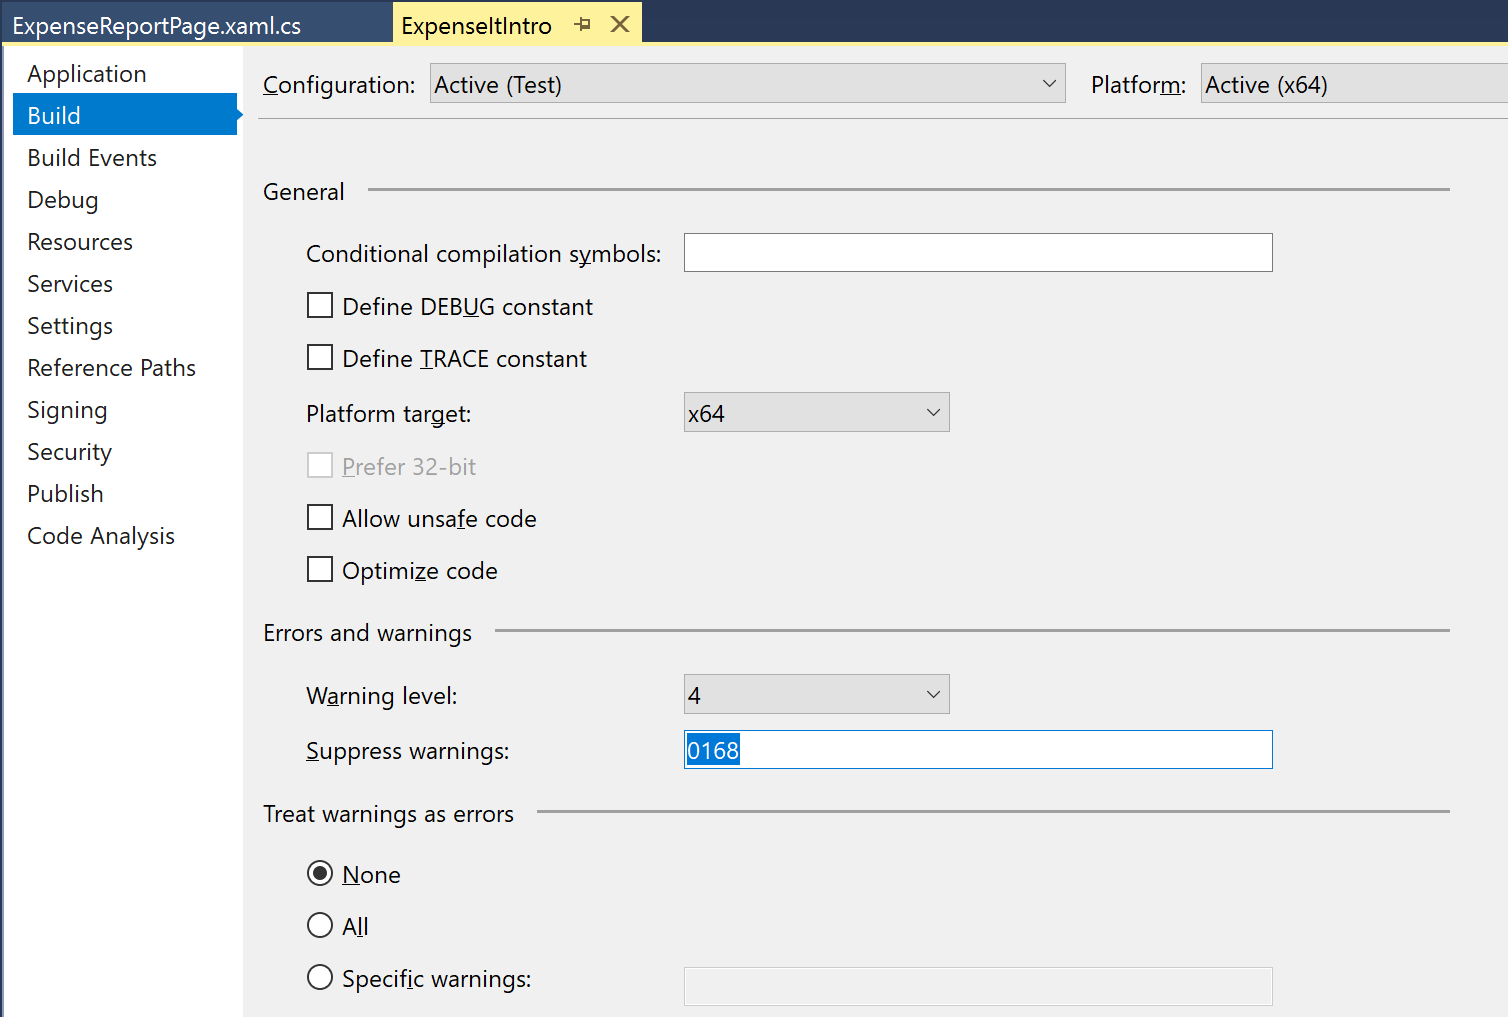 ExpenseReportPage.xaml.cs
ExpenseItIntro
Application
Build
Build Events
Debug
Resources
Services
Settings
Reference Paths
Signing
Security
Publish
Code Analysis
Configuration: Active (Test) Platform: Active (x64)
General
Conditional compilation symbols:
Define DEBUG constant
Define TRACE constant
Platform target: x64
Prefer 32-bit
Allow unsafe code
Optimize code
Errors and warnings
Warning level: 4
Suppress warnings: 0168
Treat warnings as errors
None
All
Specific warnings: